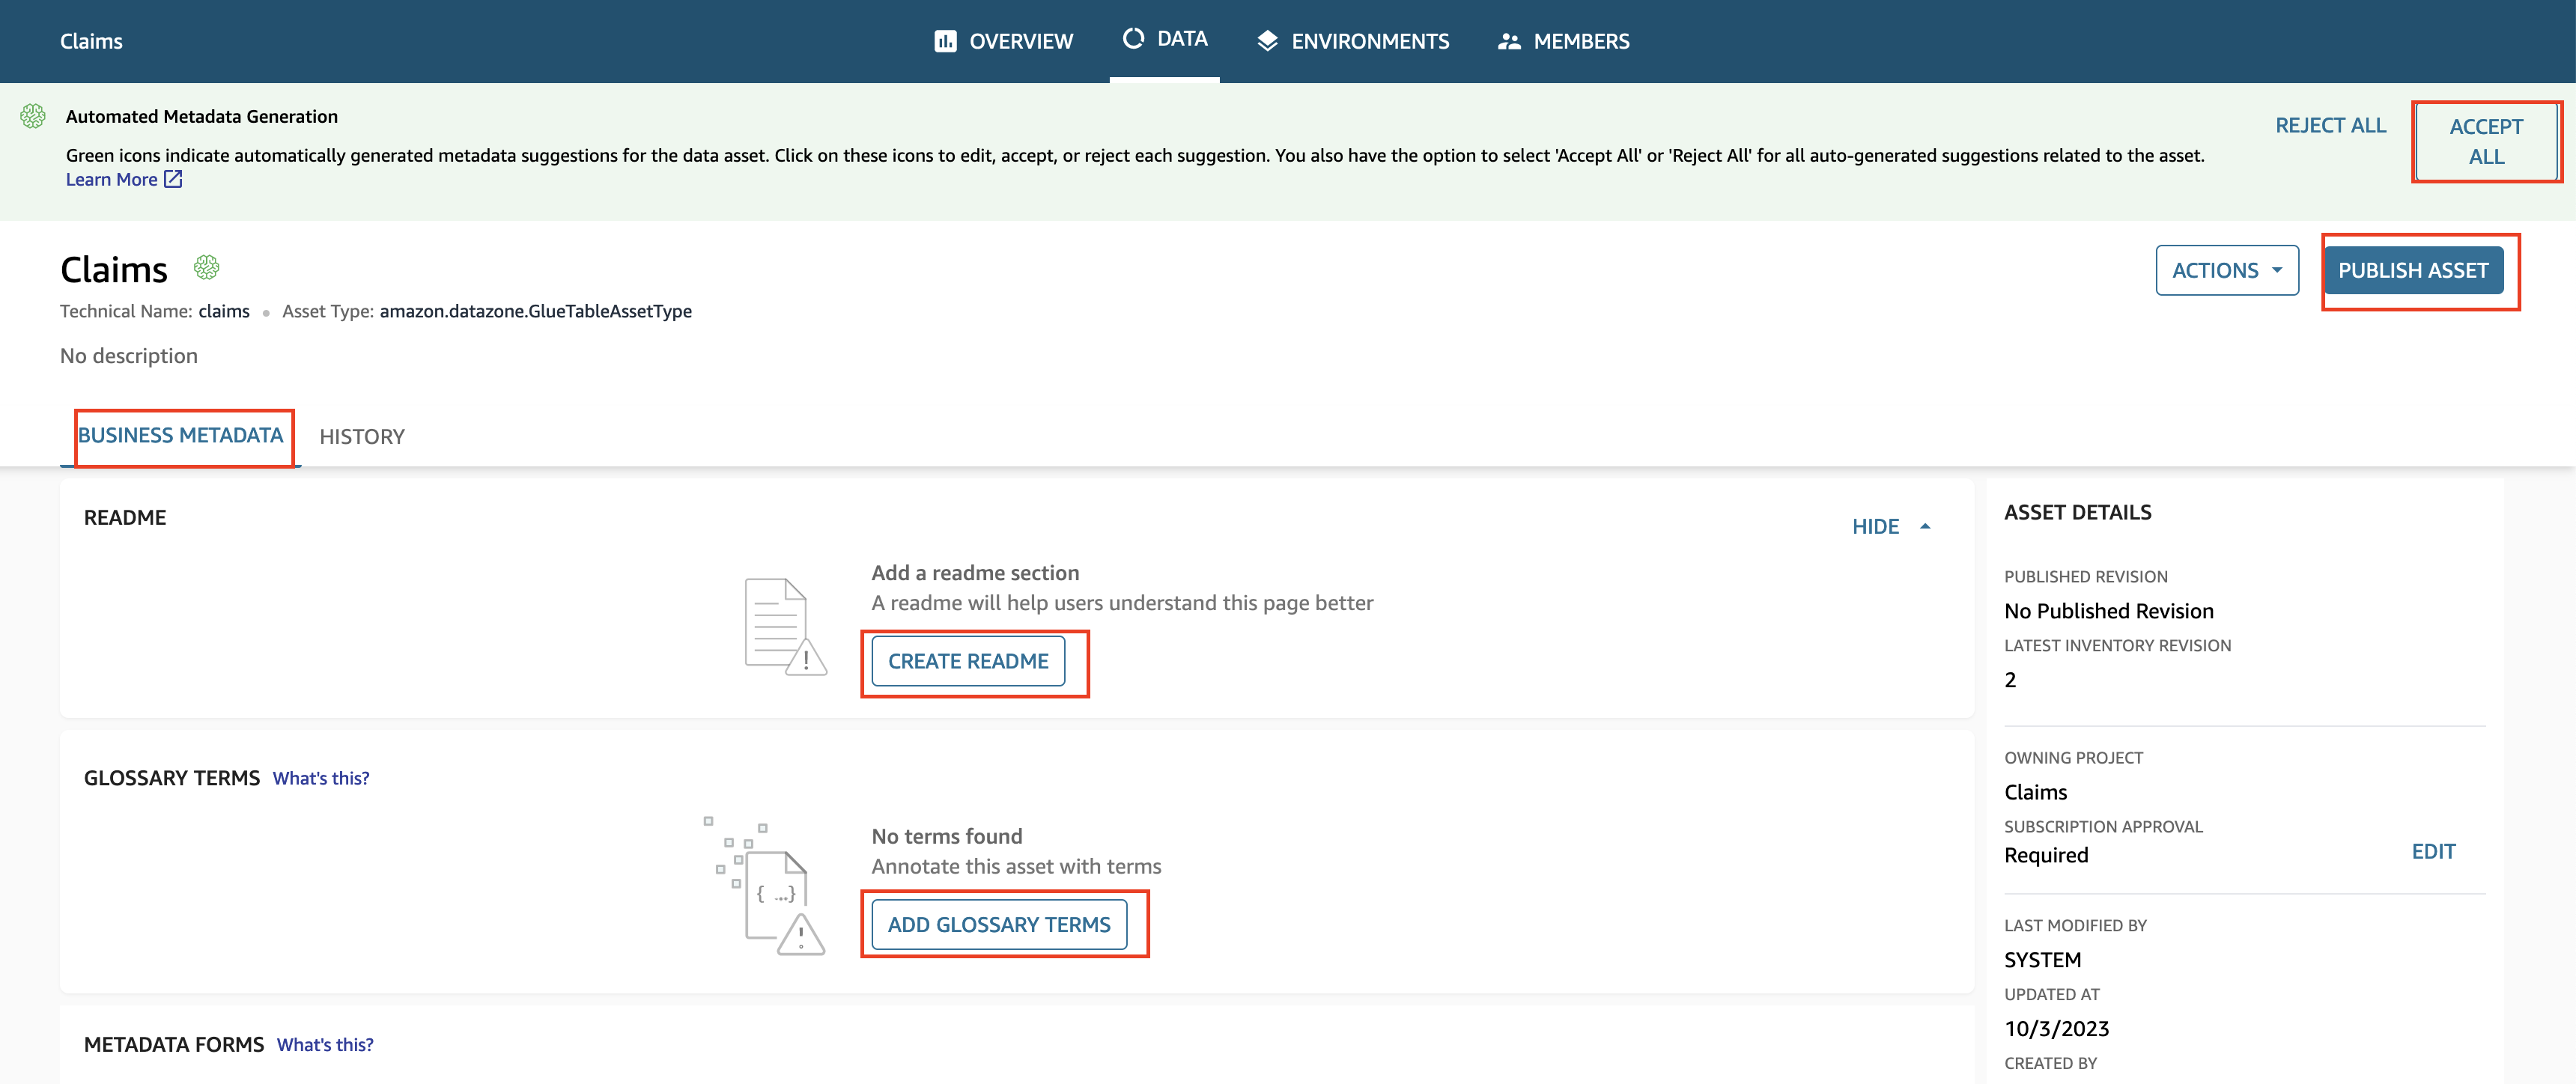 Claims
OVERVIEW
DATA
ENVIRONMENTS
MEMBERS
Automated Metadata Generation
Green icons indicate automatically generated metadata suggestions for the data asset. Click on these icons to edit, accept, or reject each suggestion. You also have the option to select 'Accept All' or 'Reject All' for all auto-generated suggestions related to the asset.
Learn More
REJECT ALL
ACCEPT
ALL
Claims
ACTIONS
PUBLISH ASSET
Technical Name: claims
Asset Type: amazon.datazone.GlueTableAssetType
No description
BUSINESS METADATA
HISTORY
README
HIDE
Add a readme section
A readme will help users understand this page better
CREATE README
GLOSSARY TERMS What's this?
{ ...}
No terms found
Annotate this asset with terms
ADD GLOSSARY TERMS
METADATA FORMS What's this?
ASSET DETAILS
PUBLISHED REVISION
No Published Revision
LATEST INVENTORY REVISION
2
OWNING PROJECT
Claims
SUBSCRIPTION APPROVAL
Required
EDIT
LAST MODIFIED BY
SYSTEM
UPDATED AT
10/3/2023
CREATED BY